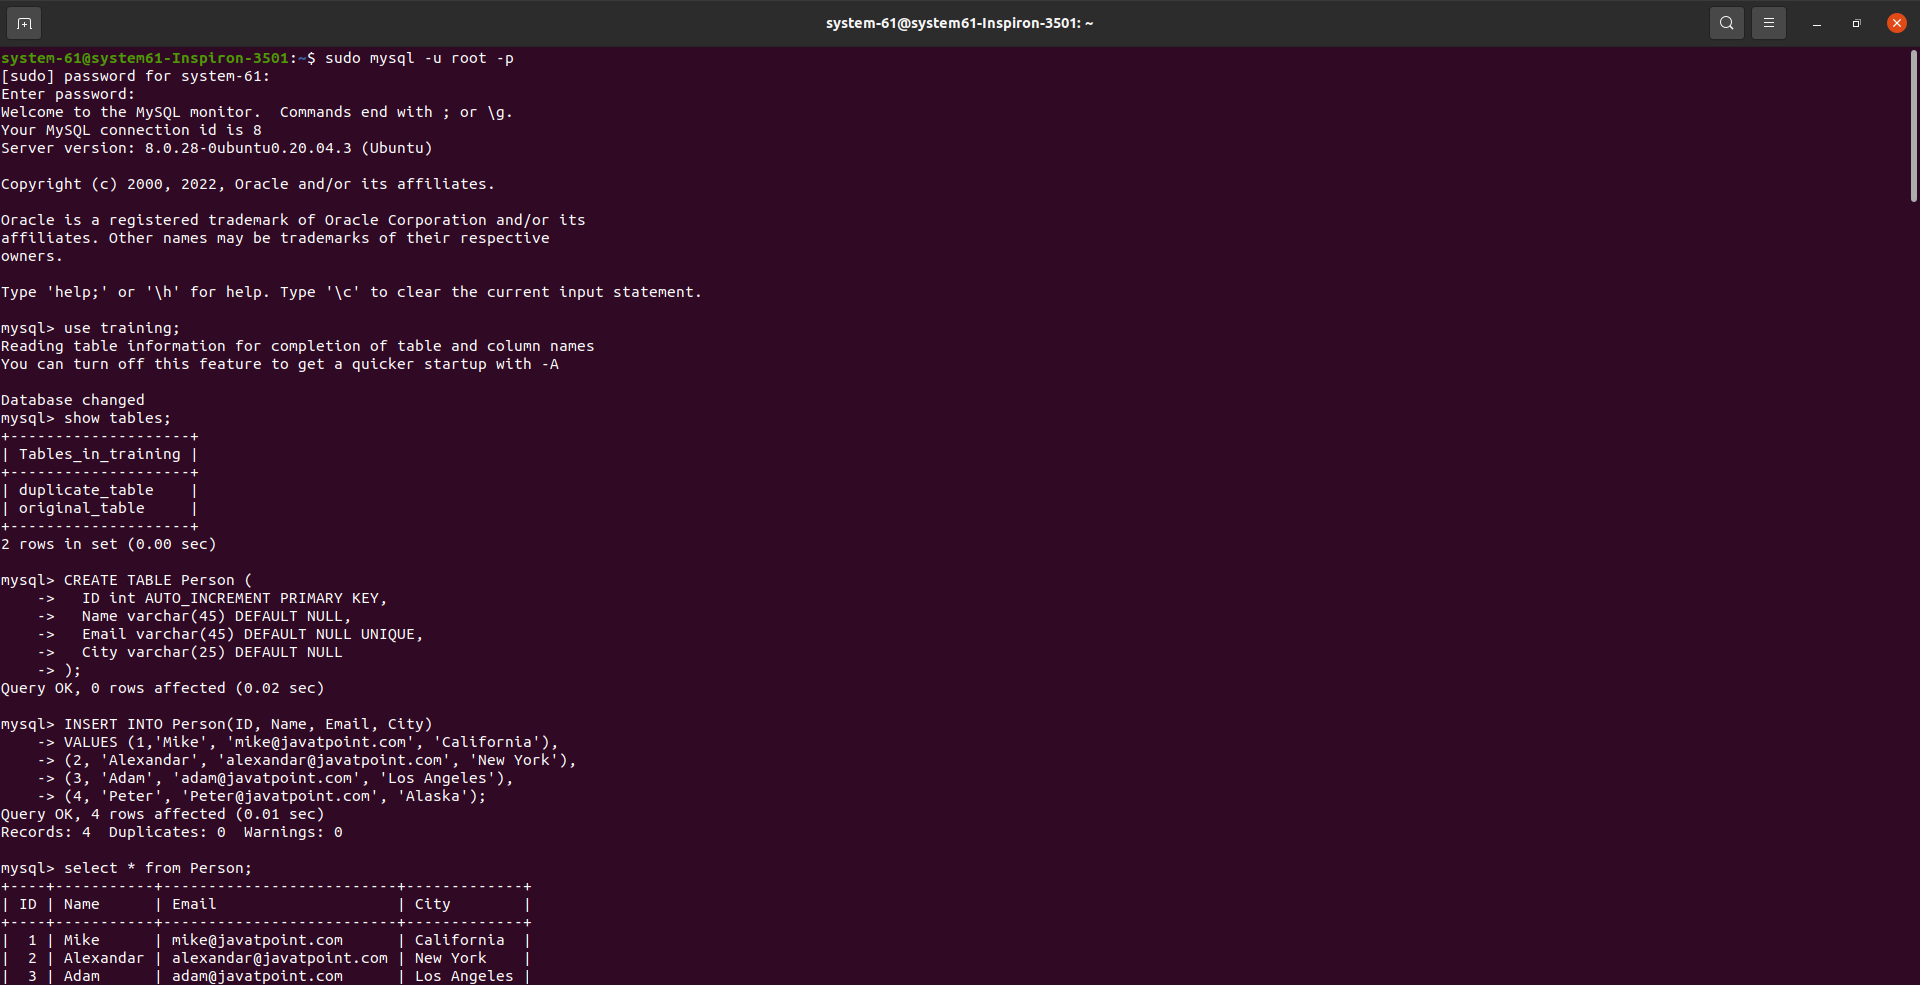 system-61@system61-Inspiron-3501: ~
system-61@system61-Inspiron-3501:~$ sudo mysql -u root -p
[sudo] password for system-61:
Enter password:
Welcome to the MySQL monitor.  Commands end with ; or \g.
Your MySQL connection id is 8
Server version: 8.0.28-0ubuntu0.20.04.3 (Ubuntu)

Copyright (c) 2000, 2022, Oracle and/or its affiliates.

Oracle is a registered trademark of Oracle Corporation and/or its
affiliates. Other names may be trademarks of their respective
owners.

Type 'help;' or '\h' for help. Type '\c' to clear the current input statement.

mysql> use training;
Reading table information for completion of table and column names
You can turn off this feature to get a quicker startup with -A

Database changed
mysql> show tables;
+--------------------+
| Tables_in_training |
+--------------------+
| duplicate_table    |
| original_table     |
+--------------------+
2 rows in set (0.00 sec)

mysql> CREATE TABLE Person (
    ->   ID int AUTO_INCREMENT PRIMARY KEY,
    ->   Name varchar(45) DEFAULT NULL,
    ->   Email varchar(45) DEFAULT NULL UNIQUE,
    ->   City varchar(25) DEFAULT NULL
    -> );
Query OK, 0 rows affected (0.02 sec)

mysql> INSERT INTO Person(ID, Name, Email, City)
    -> VALUES (1,'Mike', 'mike@javatpoint.com', 'California'),
    -> (2, 'Alexandar', 'alexandar@javatpoint.com', 'New York'),
    -> (3, 'Adam', 'adam@javatpoint.com', 'Los Angeles'),
    -> (4, 'Peter', 'Peter@javatpoint.com', 'Alaska');
Query OK, 4 rows affected (0.01 sec)
Records: 4  Duplicates: 0  Warnings: 0

mysql> select * from Person;
+----+-----------+--------------------------+-------------+
| ID | Name      | Email                    | City        |
+----+-----------+--------------------------+-------------+
|  1 | Mike      | mike@javatpoint.com      | California  |
|  2 | Alexandar | alexandar@javatpoint.com | New York    |
|  3 | Adam      | adam@javatpoint.com      | Los Angeles |